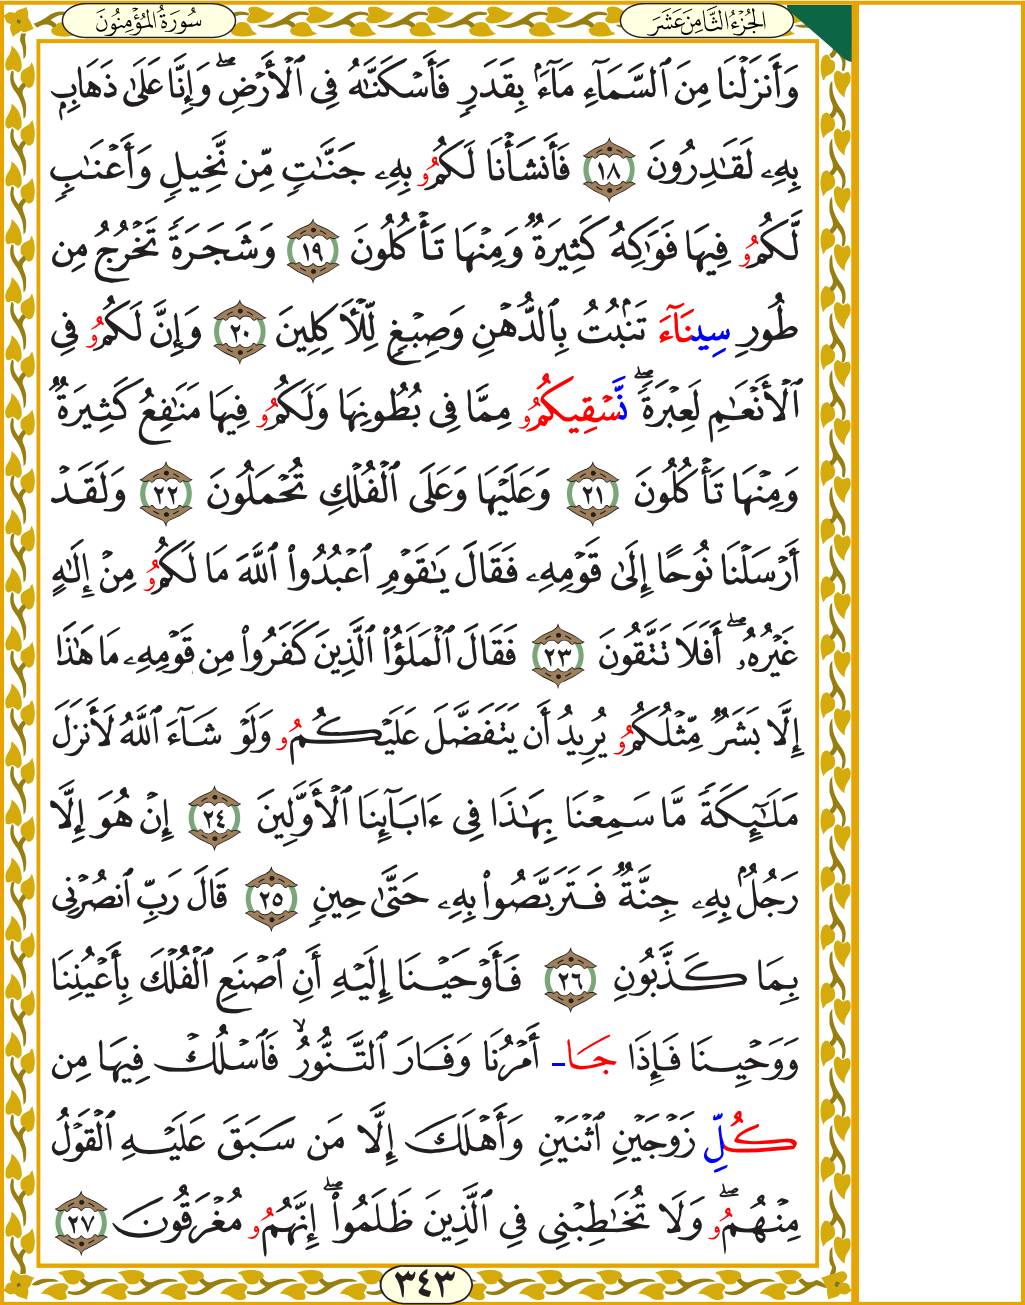 الجُزْءُ الثَّامِنَ عَشَرَ
سُورَةُ المُؤْمِنُونَ
وَأَنزَلْنَا مِنَ ٱلسَّمَآءِ مَآءَۢ بِقَدَرٖ فَأَسْكَنَّٰهُ فِى ٱلْأَرْضِۖ وَإِنَّا عَلَىٰ ذَهَابِۭ
بِهِۦ لَقَٰدِرُونَ ١٨ فَأَنشَأْنَا لَكُمُۥ بِهِۦ جَنَّٰتٖ مِّن نَّخِيلٖ وَأَعْنَٰبٖ
لَّكُمُۥ فِيهَا فَوَٰكِهُ كَثِيرَةٞ وَمِنْهَا تَأْكُلُونَ ١٩ وَشَجَرَةٗ تَخْرُجُ مِن
طُورِ سِينَآءَ تَنۢبُتُ بِٱلدُّهْنِ وَصِبْغٖ لِّلْأٓكِلِينَ ٢٠ وَإِنَّ لَكُمُۥ فِى
ٱلْأَنْعَٰمِ لَعِبْرَةٗۖ نَّسْقِيكُمُۥ مِمَّا فِى بُطُونِهَا وَلَكُمُۥ فِيهَا مَنَٰفِعُ كَثِيرَةٞ
وَمِنْهَا تَأْكُلُونَ ٢١ وَعَلَيْهَا وَعَلَى ٱلْفُلْكِ تُحْمَلُونَ ٢٢ وَلَقَدْ
أَرْسَلْنَا نُوحًا إِلَىٰ قَوْمِهِۦ فَقَالَ يَٰقَوْمِ ٱعْبُدُوا۟ ٱللَّهَ مَا لَكُمُۥ مِنْ إِلَٰهٍ
غَيْرُهُۥٓۖ أَفَلَا تَتَّقُونَ ٢٣ فَقَالَ ٱلْمَلَؤُا۟ ٱلَّذِينَ كَفَرُوا۟ مِن قَوْمِهِۦ مَا هَٰذَا
إِلَّا بَشَرٞ مِّثْلُكُمُۥ يُرِيدُ أَن يَتَفَضَّلَ عَلَيْكُمُۥ وَلَوْ شَآءَ ٱللَّهُ لَأَنزَلَ
مَلَٰٓئِكَةٗ مَّا سَمِعْنَا بِهَٰذَا فِى ءَابَآئِنَا ٱلْأَوَّلِينَ ٢٤ إِنْ هُوَ إِلَّا
رَجُلُۢ بِهِۦ جِنَّةٞ فَتَرَبَّصُوا۟ بِهِۦ حَتَّىٰ حِينٖ ٢٥ قَالَ رَبِّ ٱنصُرْنِى
بِمَا كَذَّبُونِ ٢٦ فَأَوْحَيْنَا إِلَيْهِ أَنِ ٱصْنَعِ ٱلْفُلْكَ بِأَعْيُنِنَا
وَوَحْيِنَا فَإِذَا جَا- أَمْرُنَا وَفَارَ ٱلتَّنُّورُۙ فَٱسْلُكْ فِيهَا مِن
كُلِّ زَوْجَيْنِ ٱثْنَيْنِ وَأَهْلَكَ إِلَّا مَن سَبَقَ عَلَيْهِ ٱلْقَوْلُ
مِنْهُمُۥۖ وَلَا تُخَٰطِبْنِى فِى ٱلَّذِينَ ظَلَمُوا۟ۖ إِنَّهُمُۥ مُغْرَقُونَ ٢٧
٣٤٣